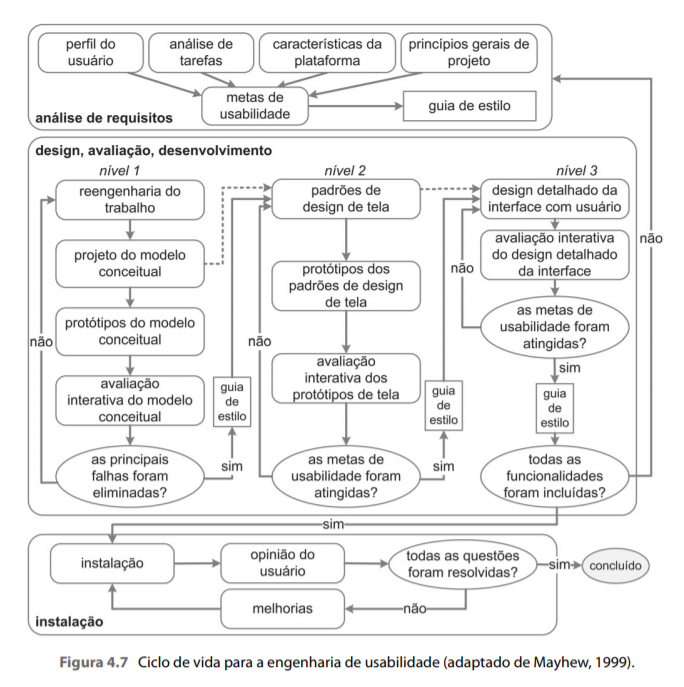 perfil do
usuário
análise de
tarefas
características da
plataforma
princípios gerais de
projeto
metas de
usabilidade
guia de estilo
análise de requisitos
design, avaliação, desenvolvimento
nível 1
reengenharia do
trabalho
projeto do modelo
conceitual
protótipos do modelo
conceitual
avaliação
interativa do modelo
conceitual
as principais
falhas foram
eliminadas?
não
sim
guia
de
estilo
nível 2
padrões de
design de tela
protótipos dos
padrões de design
de tela
avaliação
interativa dos
protótipos de tela
as metas de
usabilidade foram
atingidas?
não
sim
guia
de
estilo
nível 3
design detalhado da
interface com usuário
avaliação interativa
do design detalhado
da interface
as metas de
usabilidade foram
atingidas?
não
sim
guia
de
estilo
todas as
funcionalidades
foram incluídas?
não
sim
instalação
opinião do
usuário
todas as questões
foram resolvidas?
sim
concluído
melhorias
não
instalação
Figura 4.7 Ciclo de vida para a engenharia de usabilidade (adaptado de Mayhew, 1999).